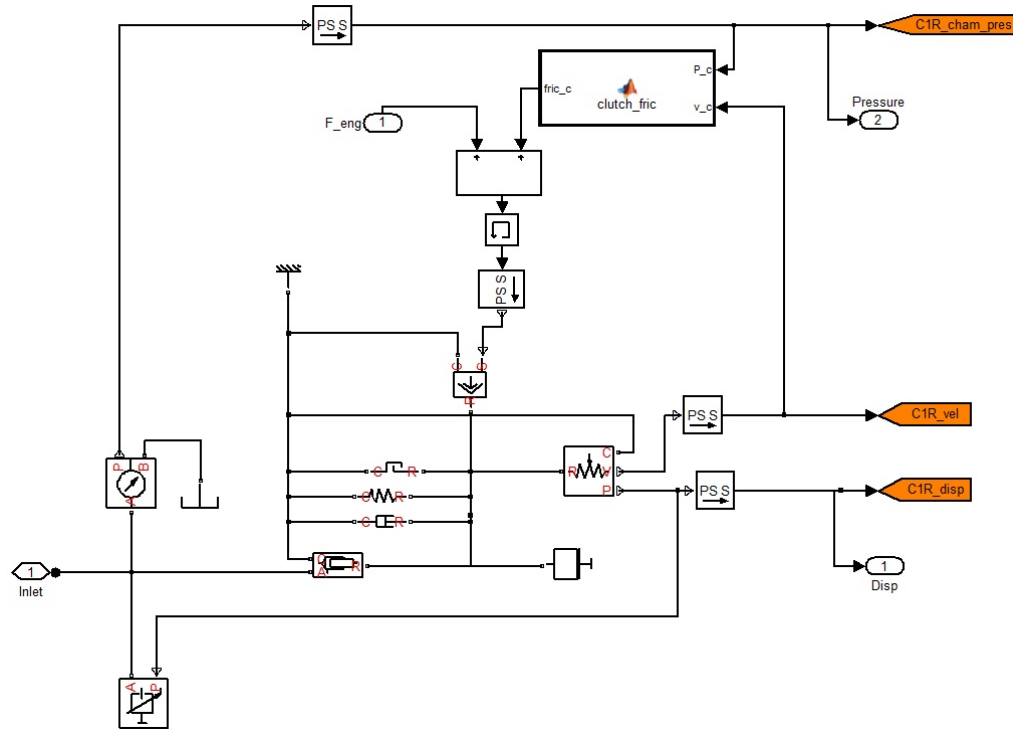 PS S
C1R_cham_pres
P_c
fric_c
clutch_fric
v_c
Pressure
2
F_eng
1
+ +
PS S
C
S
R
PS S
C1R_vel
P
B
A
C
R
C
R
V
P
PS S
C1R_disp
C
R
C
R
C
A
R
1
Inlet
1
Disp
A
P